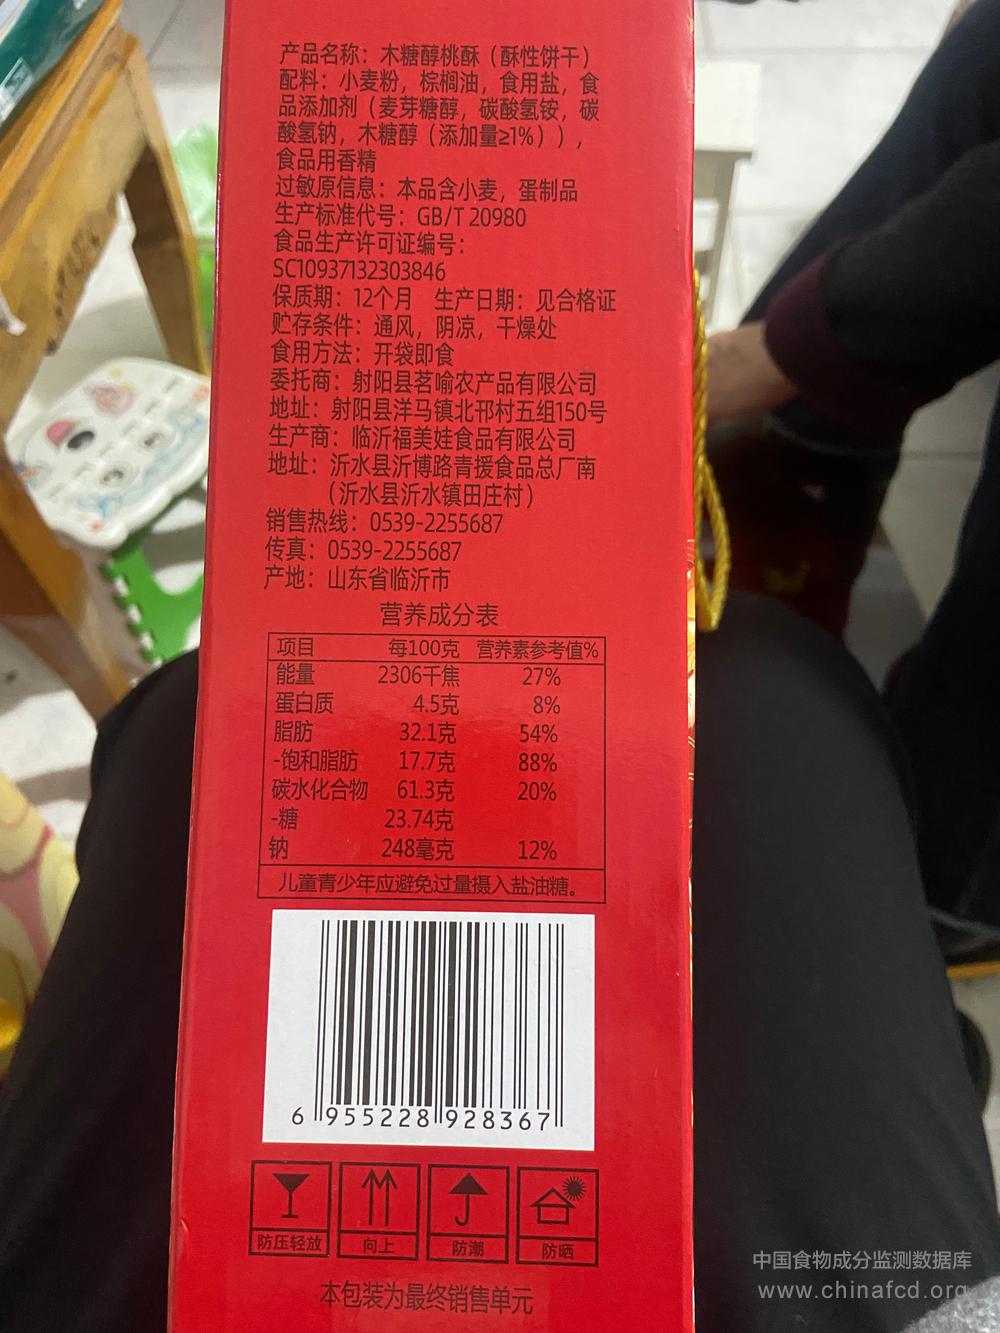 产品名称：木糖醇桃酥（酥性饼干）
配料：小麦粉，棕榈油，食用盐，食
品添加剂（麦芽糖醇，碳酸氢铵，碳
酸氢钠，木糖醇（添加量≥1%）），
食品用香精
过敏原信息：本品含小麦，蛋制品
生产标准代号：GB/T 20980
食品生产许可证编号：
SC10937132303846
保质期：12个月 生产日期：见合格证
贮存条件：通风，阴凉，干燥处
食用方法：开袋即食
委托商：射阳县茗喻农产品有限公司
地址：射阳县洋马镇北邗村五组150号
生产商：临沂福美娃食品有限公司
地址：沂水县沂博路青援食品总厂南
（沂水县沂水镇田庄村）
销售热线：0539-2255687
传真：0539-2255687
产地：山东省临沂市
营养成分表
项目 每100克 营养素参考值%
能量 2306千焦 27%
蛋白质 4.5克 8%
脂肪 32.1克 54%
-饱和脂肪 17.7克 88%
碳水化合物 61.3克 20%
-糖 23.74克
钠 248毫克 12%
儿童青少年应避免过量摄入盐油糖。
6 955228 928367
防压轻放 向上 防潮 防晒
本包装为最终销售单元
中国食物成分监测数据库
www.chinafcd.org